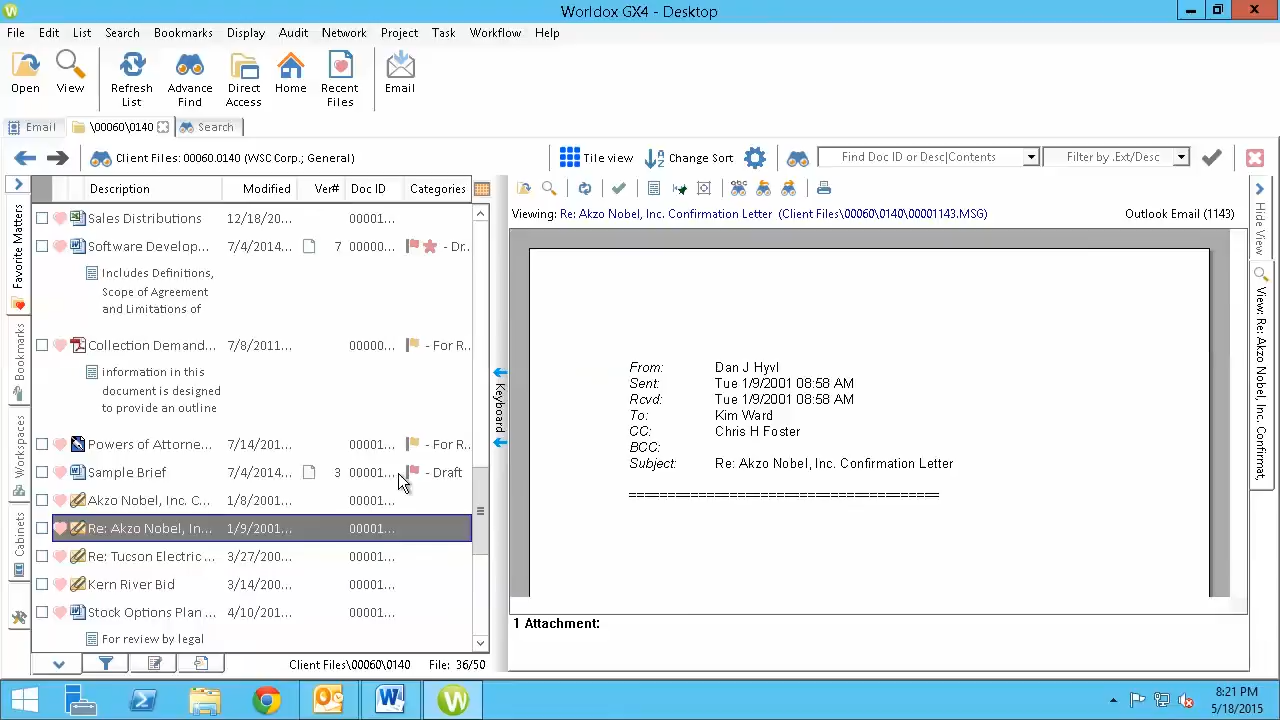 Worldox GX4 - Desktop
File Edit List Search Bookmarks Display Audit Network Project Task Workflow Help
Open View Refresh List Advance Find Direct Access Home Recent Files Email
Email \00060\0140 Search
Client Files: 00060.0140 (WSC Corp.; General) Tile view Change Sort Find Doc ID or Desc|Contents Filter by .Ext/Desc
Description Modified Ver# Doc ID Categories
Viewing: Re: Akzo Nobel, Inc. Confirmation Letter (Client Files\00060\0140\00001143.MSG) Outlook Email (1143)
Sales Distributions 12/18/20... 00001...
Software Develop... 7/4/2014... 7 00000... - Dr...
Includes Definitions,
Scope of Agreement
and Limitations of
Collection Demand... 7/8/2011... 00000... - For R...
information in this
document is designed
to provide an outline
Powers of Attorne... 7/14/201... 00001... - For R...
Sample Brief 7/4/2014... 3 00001... - Draft
Akzo Nobel, Inc. C... 1/8/2001... 00001...
Re: Akzo Nobel, In... 1/9/2001... 00001...
Re: Tucson Electric ... 3/27/200... 00001...
Kern River Bid 3/14/200... 00001...
Stock Options Plan ... 4/10/201... 00001...
For review by legal
Client Files\00060\0140 File: 36/50
Favorite Matters
Bookmarks
Workspaces
Cabinets
Keyboard
From: Dan J Hyvl
Sent: Tue 1/9/2001 08:58 AM
Rcvd: Tue 1/9/2001 08:58 AM
To: Kim Ward
CC: Chris H Foster
BCC:
Subject: Re: Akzo Nobel, Inc. Confirmation Letter
=======================================
1 Attachment:
Hide View
View: Re: Akzo Nobel, Inc. Confirmat,
8:21 PM
5/18/2015